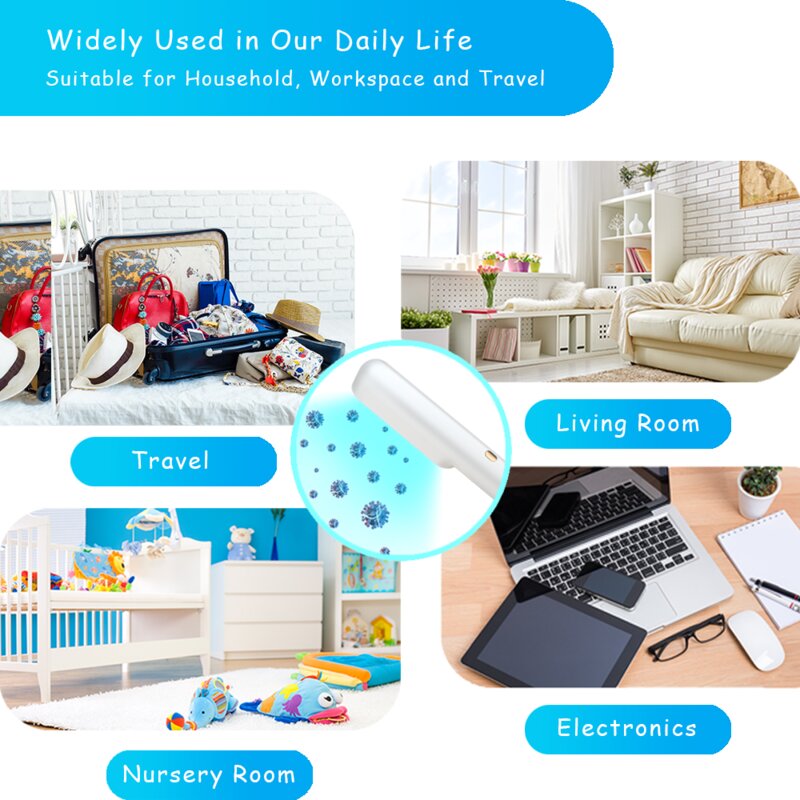 Widely Used in Our Daily Life
Suitable for Household, Workspace and Travel
Travel
Living Room
Nursery Room
Electronics